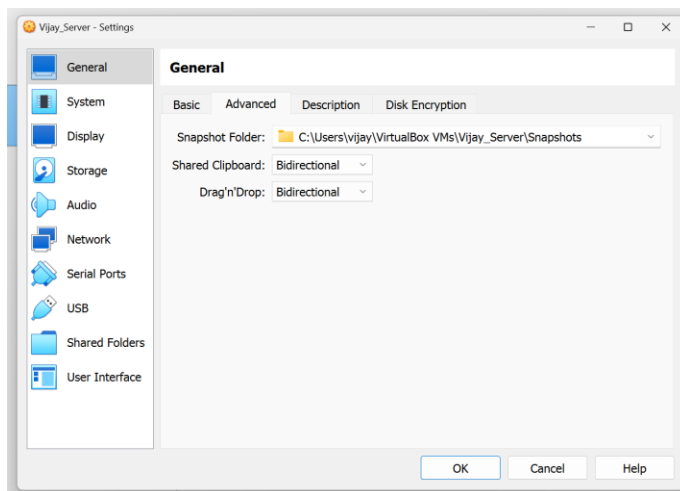 Vijay_Server - Settings
General
System
Display
Storage
Audio
Network
Serial Ports
USB
Shared Folders
User Interface
General
Basic Advanced Description Disk Encryption
Snapshot Folder: C:\Users\vijay\VirtualBox VMs\Vijay_Server\Snapshots
Shared Clipboard: Bidirectional
Drag'n'Drop: Bidirectional
OK Cancel Help